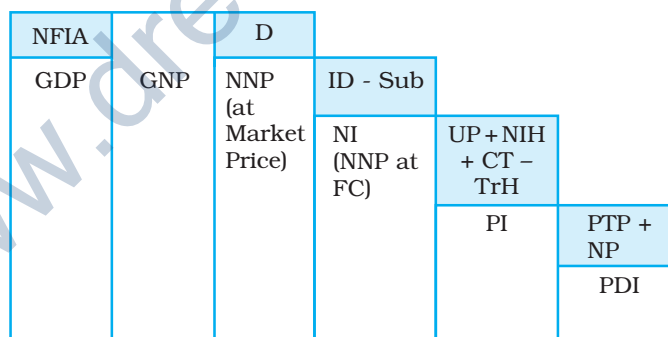 NFIA
D
GDP
GNP
NNP
(at
Market
Price)
ID - Sub
NI
(NNP at
FC)
UP + NIH
+ CT –
TrH
PI
PTP +
NP
PDI
w.dre